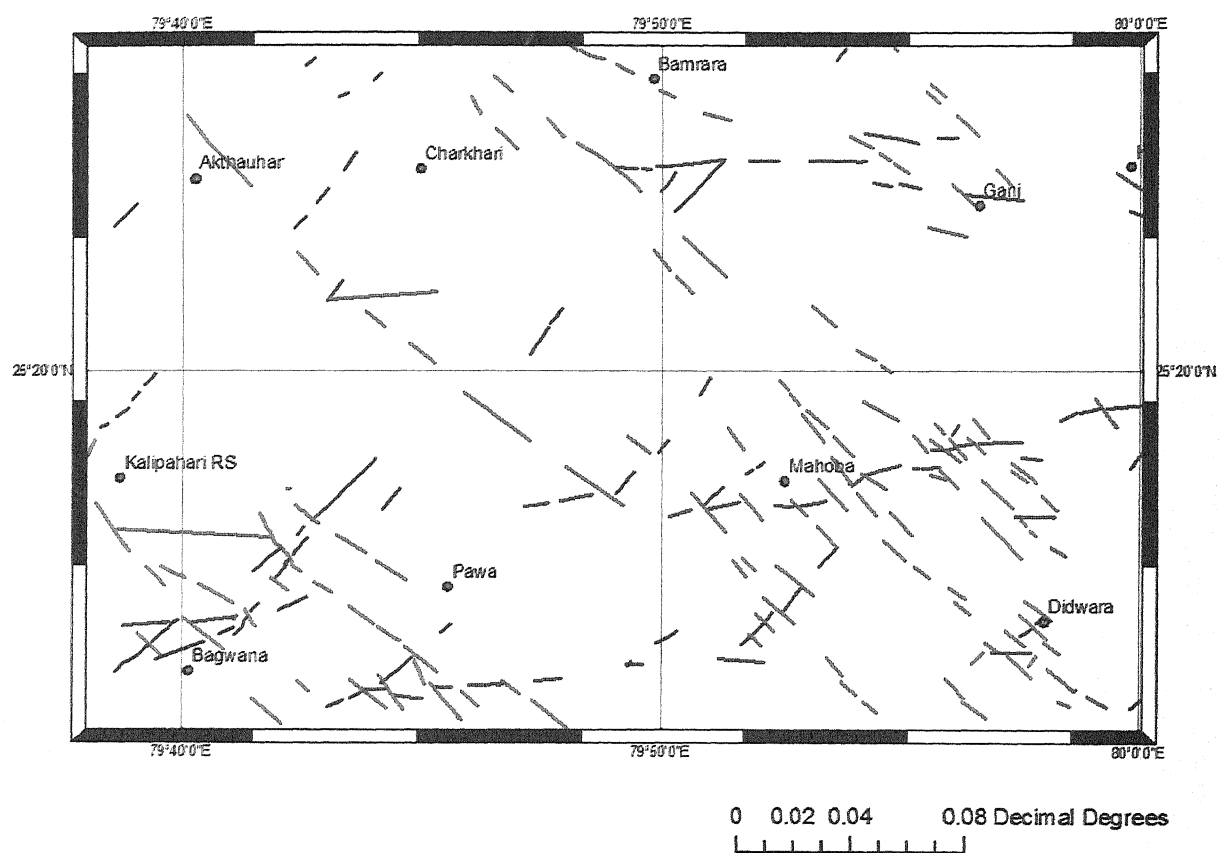 79°40'0"E 79°50'0"E 80°0'0"E
Bamrara
Akthauhar
Charkhari
Ganj
25°20'0"N 25°20'0"N
Kalipahari RS
Mahoba
Pawa
Didwara
Bagwana
79°40'0"E 79°50'0"E 80°0'0"E
0 0.02 0.04 0.08 Decimal Degrees